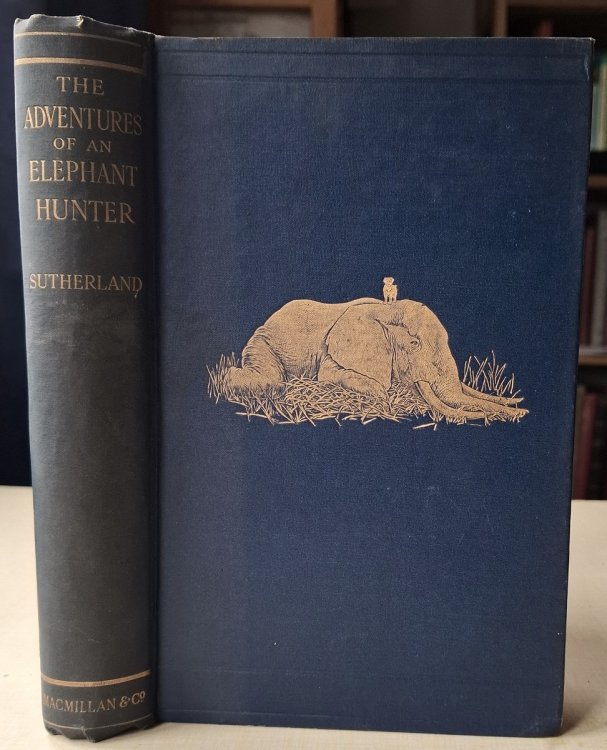 THE
ADVENTURES
OF AN
ELEPHANT
HUNTER
SUTHERLAND
MACMILLAN & Co